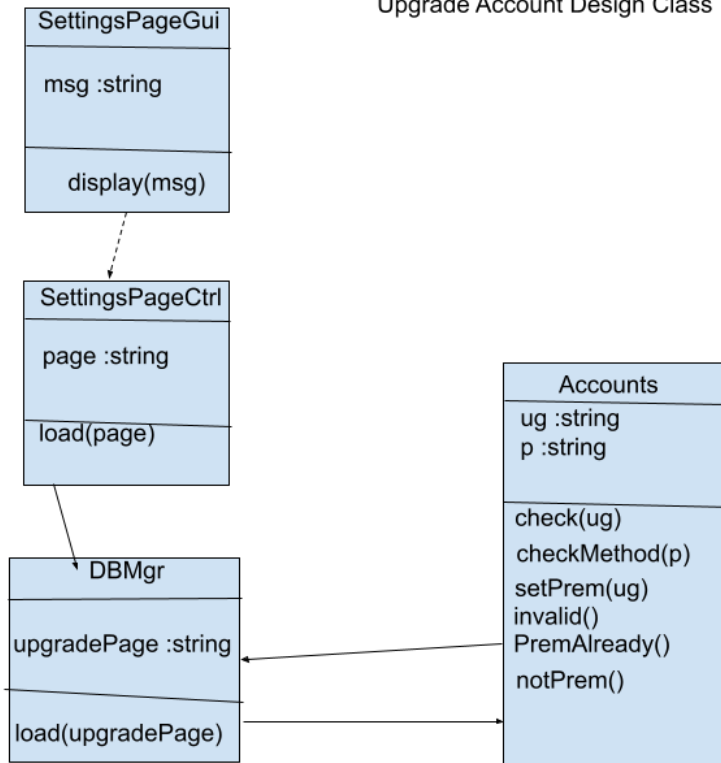 Upgrade Account Design Class
SettingsPageGui
msg :string
display(msg)
SettingsPageCtrl
page :string
load(page)
DBMgr
upgradePage :string
load(upgradePage)
Accounts
ug :string
p :string
check(ug)
checkMethod(p)
setPrem(ug)
invalid()
PremAlready()
notPrem()